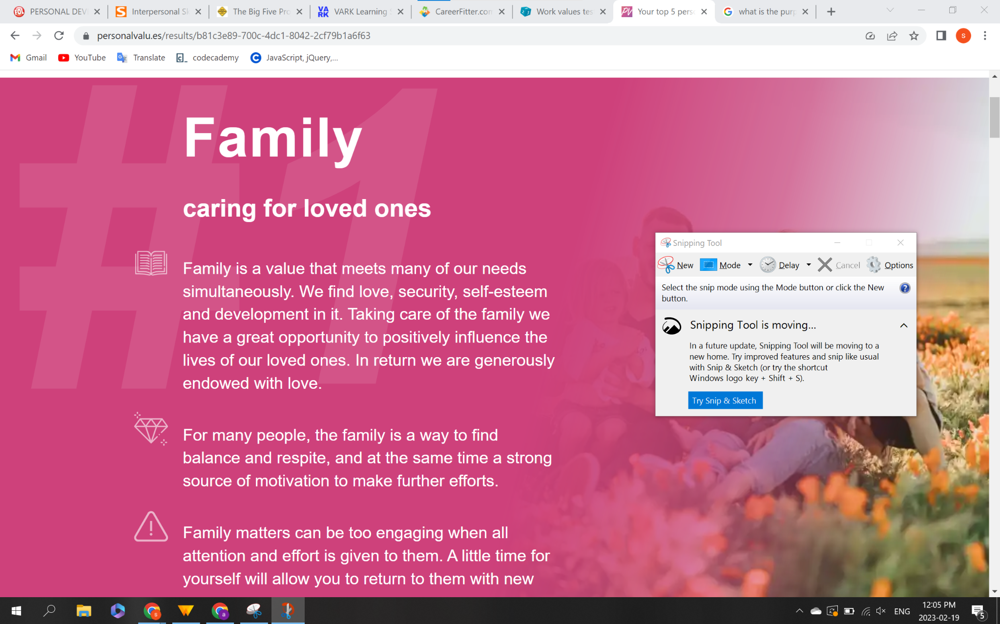 PERSONAL DEV
Interpersonal Sk
The Big Five Pro
VARK Learning S
CareerFitter.com
Work values tes
Your top 5 pers
what is the purp
personalvalu.es/results/b81c3e89-700c-4dc1-8042-2cf79b1a6f63
S
Gmail
YouTube
Translate
codecademy
JavaScript, jQuery,...
#1
Family
caring for loved ones
Family is a value that meets many of our needs
simultaneously. We find love, security, self-esteem
and development in it. Taking care of the family we
have a great opportunity to positively influence the
lives of our loved ones. In return we are generously
endowed with love.
For many people, the family is a way to find
balance and respite, and at the same time a strong
source of motivation to make further efforts.
Family matters can be too engaging when all
attention and effort is given to them. A little time for
yourself will allow you to return to them with new
Snipping Tool
New Mode Delay Cancel Options
Select the snip mode using the Mode button or click the New
button.
Snipping Tool is moving...
In a future update, Snipping Tool will be moving to a
new home. Try improved features and snip like usual
with Snip & Sketch (or try the shortcut
Windows logo key + Shift + S).
Try Snip & Sketch
ENG
12:05 PM
2023-02-19
5